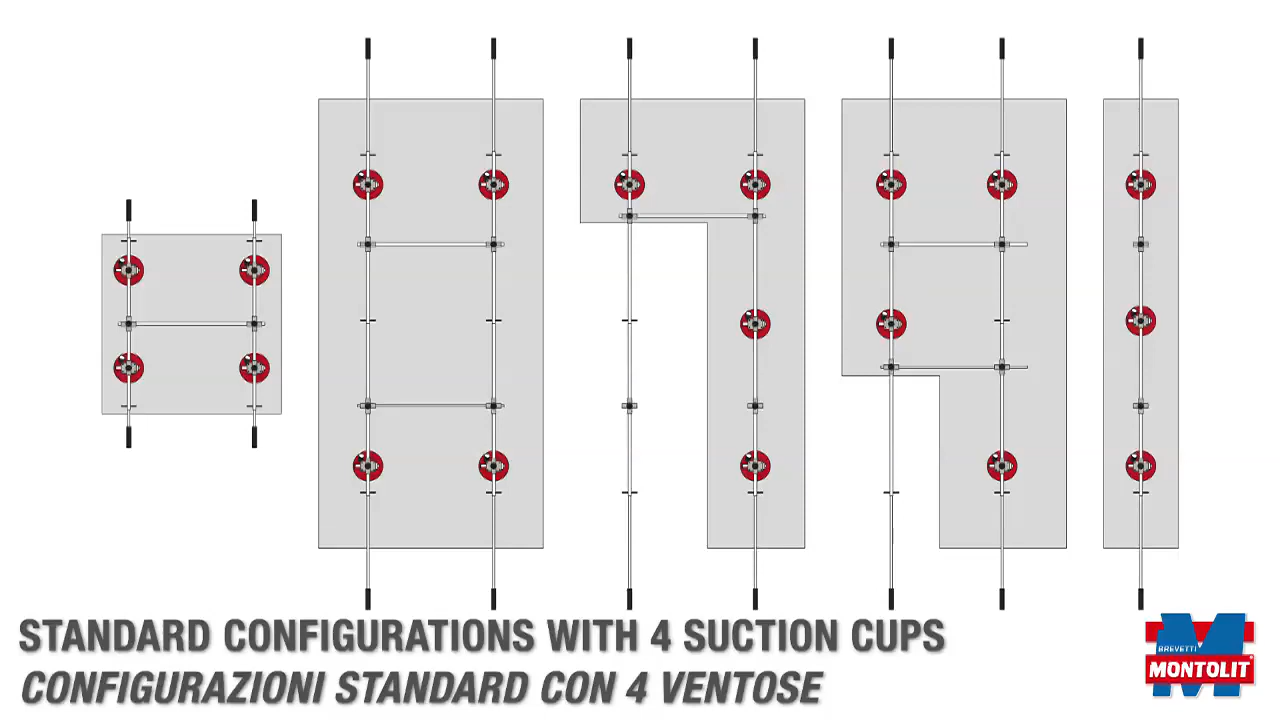 STANDARD CONFIGURATIONS WITH 4 SUCTION CUPS
CONFIGURAZIONI STANDARD CON 4 VENTOSE
BREVETTI
MONTOLIT